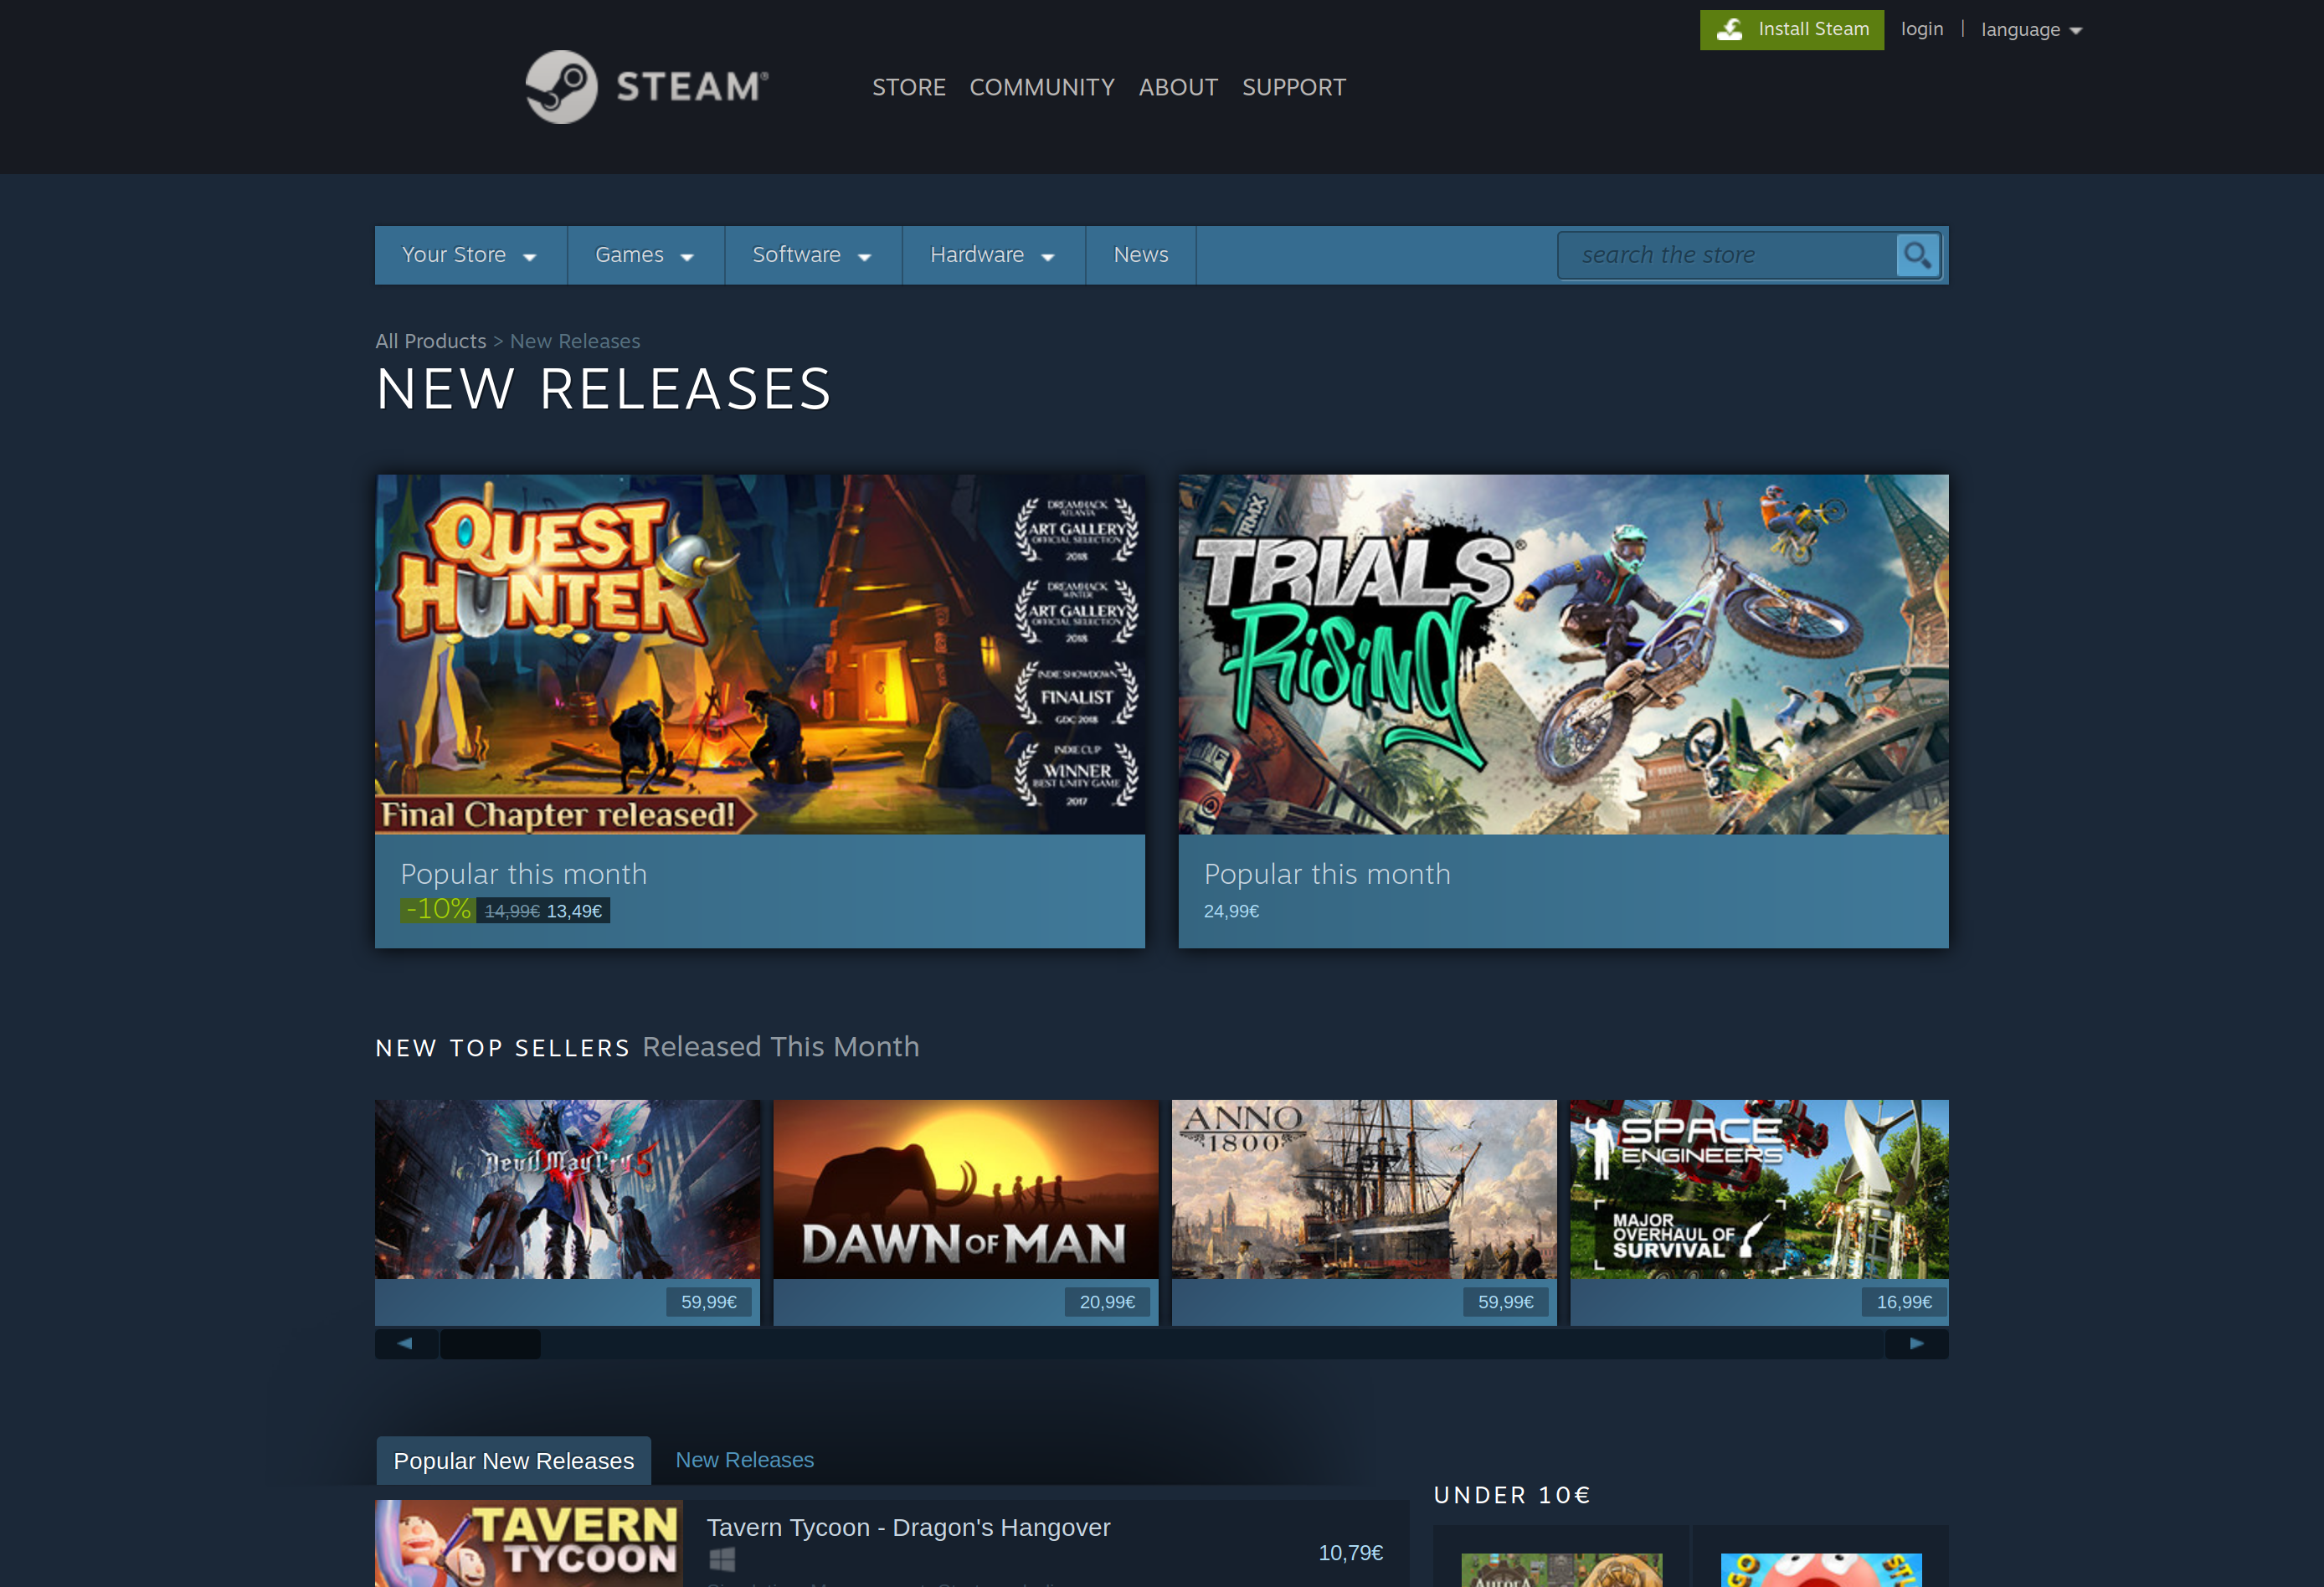 Install Steam
login
|
language
STEAM®
STORE
COMMUNITY
ABOUT
SUPPORT
Your Store
Games
Software
Hardware
News
search the store
All Products > New Releases
NEW RELEASES
QUEST
HUNTER
DREAMHACK
ATLANTA
ART GALLERY
OFFICIAL SELECTION
2018
DREAMHACK
WINTER
ART GALLERY
OFFICIAL SELECTION
2018
INDIE SHOWDOWN
FINALIST
GDC 2018
INDIE CUP
WINNER
BEST UNITY GAME
2017
Final Chapter released!
Popular this month
-10% 14,99€ 13,49€
TRIALS®
RISING
Popular this month
24,99€
NEW TOP SELLERS Released This Month
Devil May Cry 5
59,99€
DAWN OF MAN
20,99€
ANNO
1800
59,99€
SPACE
ENGINEERS
MAJOR
OVERHAUL OF
SURVIVAL
16,99€
Popular New Releases
New Releases
TAVERN
TYCOON
Tavern Tycoon - Dragon's Hangover
10,79€
UNDER 10€